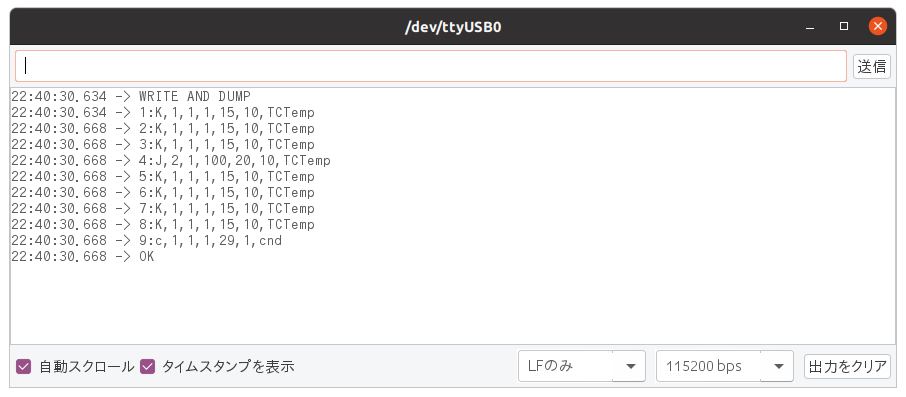 /dev/ttyUSB0
送信
22:40:30.634 -> WRITE AND DUMP
22:40:30.634 -> 1:K,1,1,1,15,10,TCTemp
22:40:30.668 -> 2:K,1,1,1,15,10,TCTemp
22:40:30.668 -> 3:K,1,1,1,15,10,TCTemp
22:40:30.668 -> 4:J,2,1,100,20,10,TCTemp
22:40:30.668 -> 5:K,1,1,1,15,10,TCTemp
22:40:30.668 -> 6:K,1,1,1,15,10,TCTemp
22:40:30.668 -> 7:K,1,1,1,15,10,TCTemp
22:40:30.668 -> 8:K,1,1,1,15,10,TCTemp
22:40:30.668 -> 9:c,1,1,1,29,1,cnd
22:40:30.668 -> OK
自動スクロール タイムスタンプを表示 LFのみ 115200 bps 出力をクリア